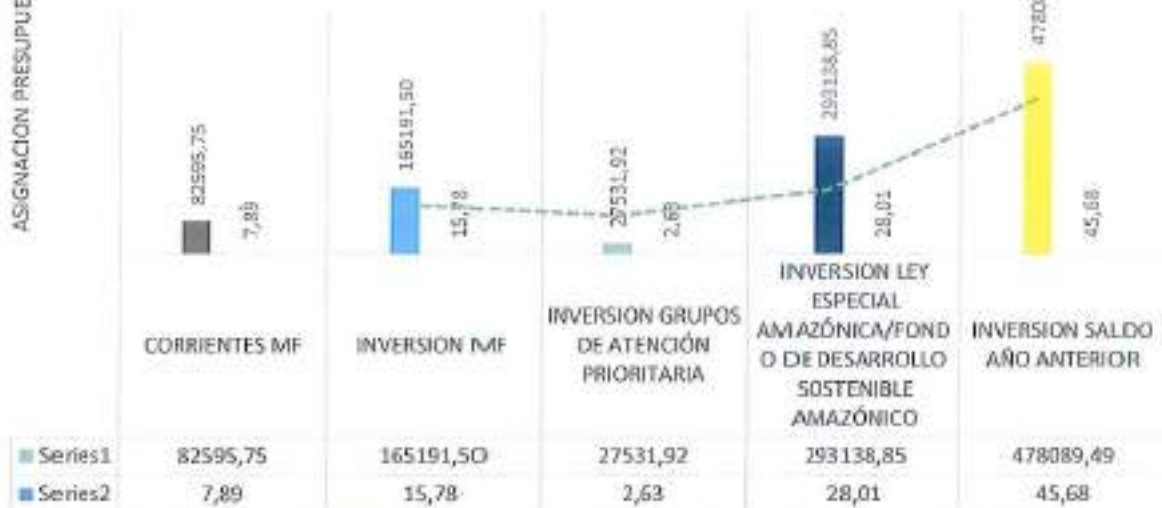 ASIGNACION PRESUPUE
82595,75
7,89
165191,50
15,78
27531,92
2,63
293138,85
28,01
4780
45,68
CORRIENTES MF
INVERSION MF
INVERSION GRUPOS
DE ATENCIÓN
PRIORITARIA
INVERSION LEY
ESPECIAL
AMAZÓNICA/FOND
O DE DESARROLLO
SOSTENIBLE
AMAZÓNICO
INVERSION SALDO
AÑO ANTERIOR
Series1 82595,75 165191,50 27531,92 293138,85 478089,49
Series2 7,89 15,78 2,63 28,01 45,68